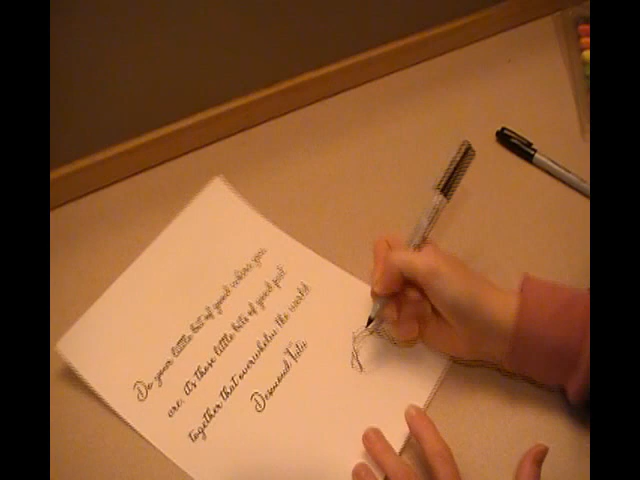 Do your little bit of good where you
are; it's those little bits of good put
together that overwhelm the world
Desmond Tutu